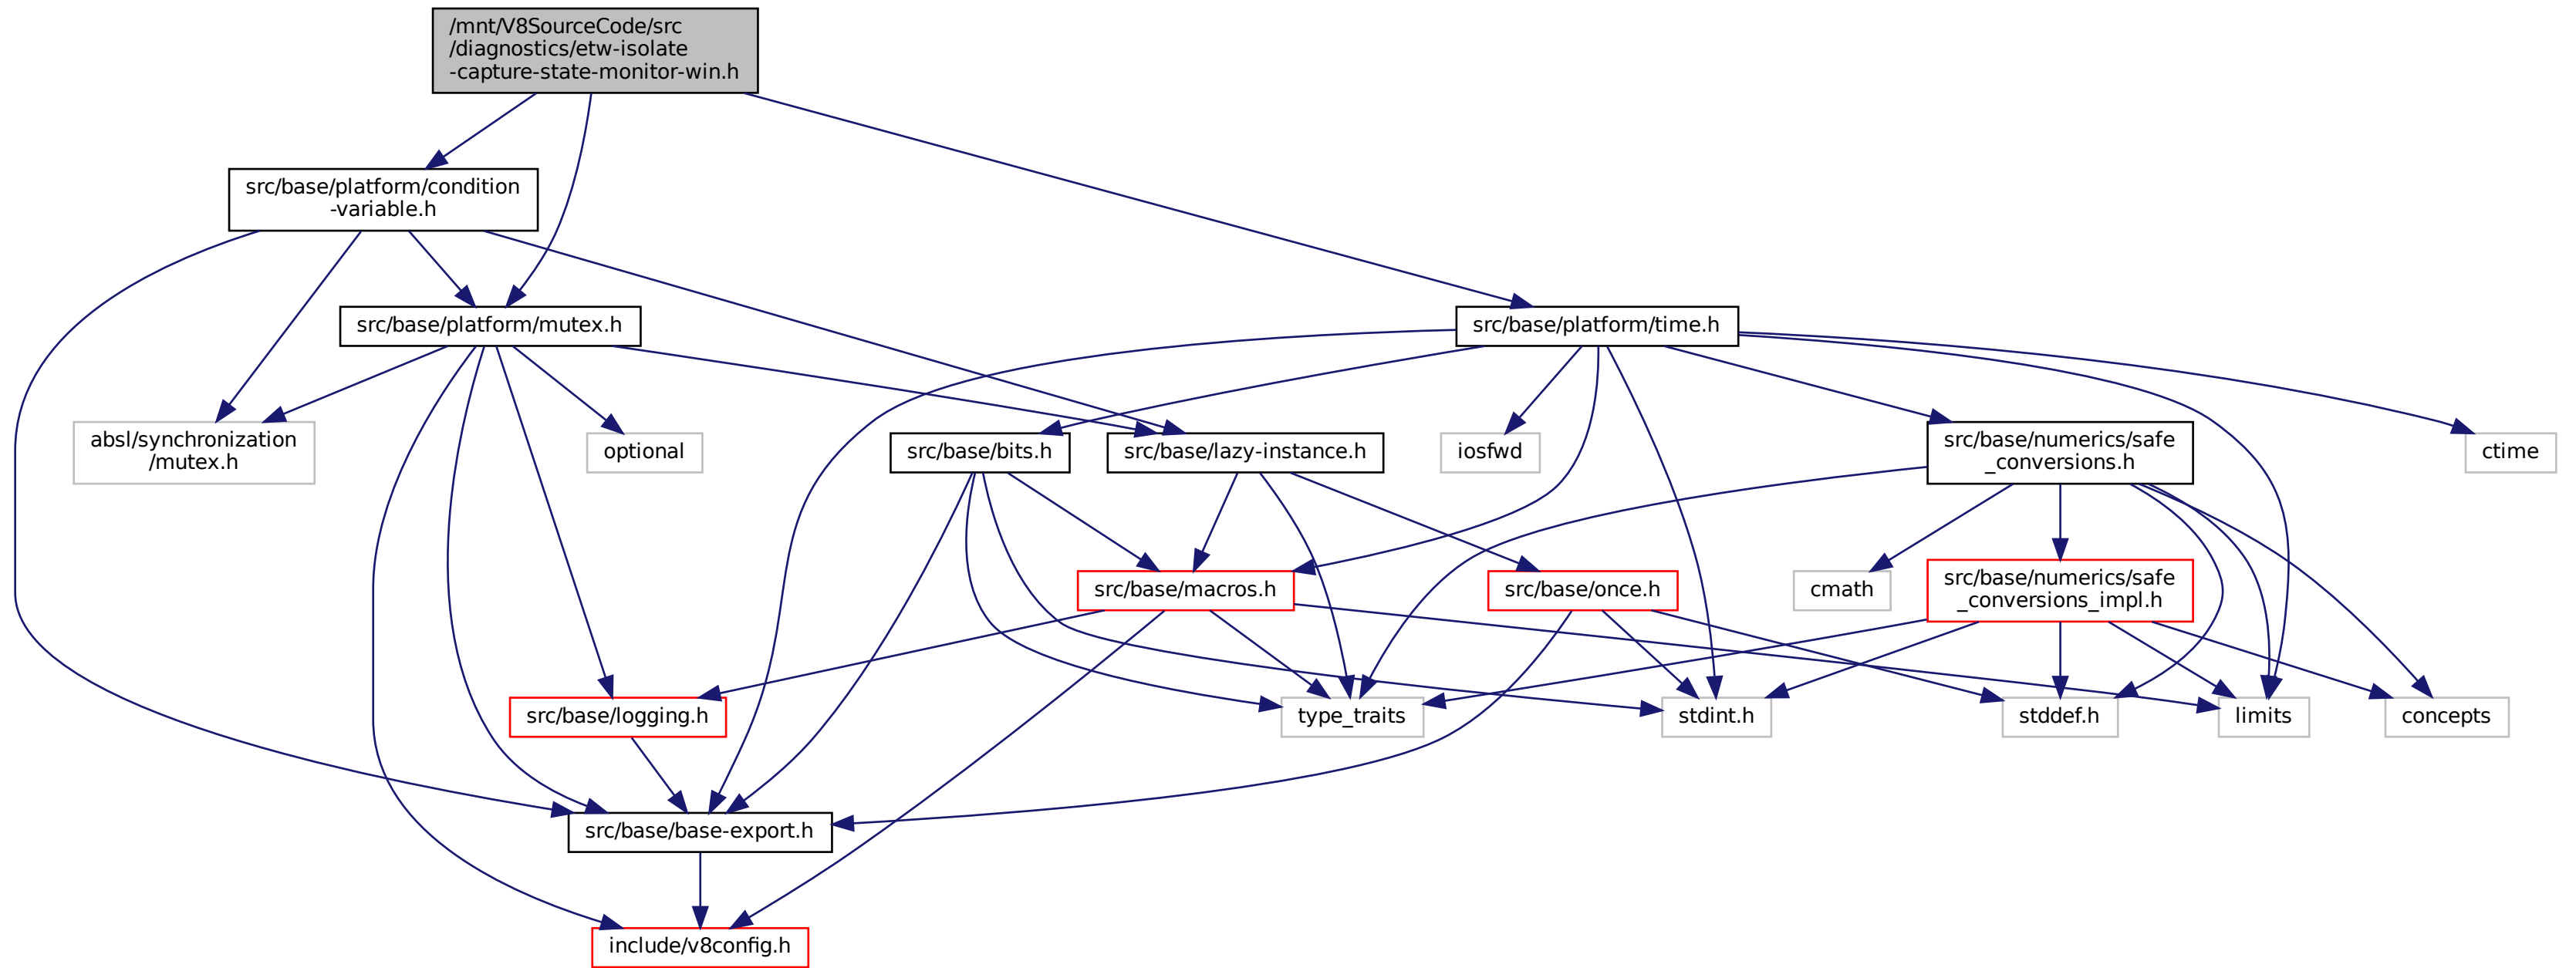 /mnt/V8SourceCode/src
/diagnostics/etw-isolate
-capture-state-monitor-win.h
src/base/platform/condition
-variable.h
src/base/platform/mutex.h
src/base/platform/time.h
absl/synchronization
/mutex.h
optional
src/base/bits.h
src/base/lazy-instance.h
iosfwd
src/base/numerics/safe
_conversions.h
ctime
src/base/macros.h
src/base/once.h
cmath
src/base/numerics/safe
_conversions_impl.h
src/base/logging.h
type_traits
stdint.h
stddef.h
limits
concepts
src/base/base-export.h
include/v8config.h